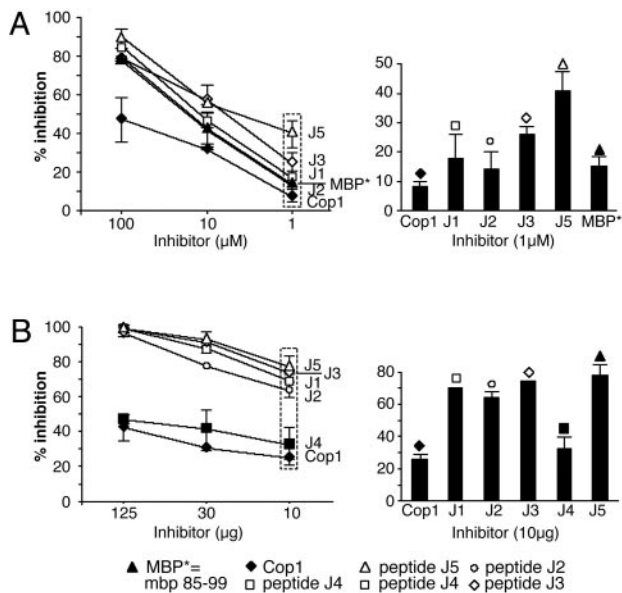 A
% inhibition
100
80
60
40
20
0
J5
J3
J1
MBP*
J2
Cop1
100
10
1
Inhibitor (µM)
50
40
30
20
10
0
Cop1 J1 J2 J3 J5 MBP*
Inhibitor (1µM)
B
% inhibition
100
80
60
40
20
0
J5
J3
J1
J2
J4
Cop1
125
30
10
Inhibitor (µg)
80
60
40
20
0
Cop1 J1 J2 J3 J4 J5
Inhibitor (10µg)
MBP*= mbp 85-99
Cop1
peptide J5
peptide J2
peptide J4
peptide J4
peptide J3